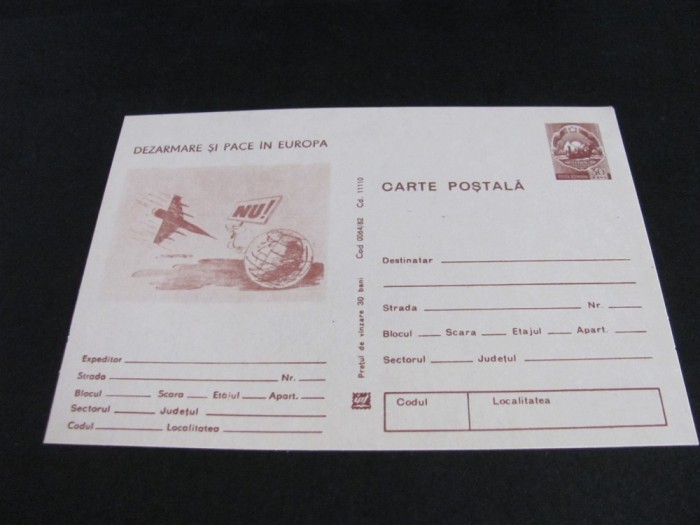 DEZARMARE ȘI PACE ÎN EUROPA
NU!
Expeditor
Strada Nr.
Blocul Scara Etajul Apart.
Sectorul Județul
Codul Localitatea
Prețul de vînzare 30 bani Cod 0064/82 Cd. 11113
CARTE POȘTALĂ
Destinatar
Strada Nr.
Blocul Scara Etajul Apart.
Sectorul Județul
Codul Localitatea